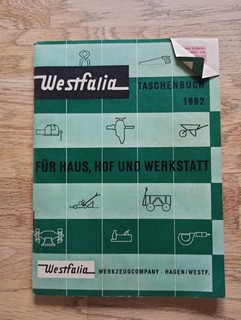 Westfalia
TASCHENBUCH
1962
FÜR HAUS, HOF UND WERKSTATT
Westfalia WERKZEUGCOMPANY · HAGEN/WESTF.